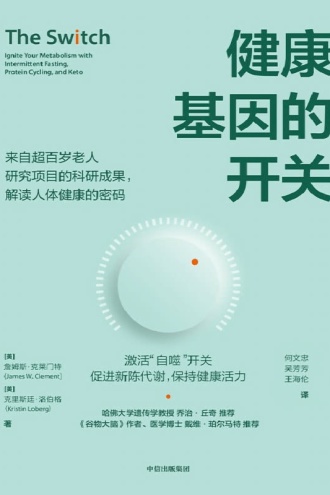 The Switch
Ignite Your Metabolism with
Intermittent Fasting,
Protein Cycling, and Keto
健康
基因的
开关
来自超百岁老人
研究项目的科研成果，
解读人体健康的密码
激活“自噬”开关
促进新陈代谢，保持健康活力
[美]
詹姆斯·克莱门特
(James W. Clement)
[美]
克里斯廷·洛伯格
(Kristin Loberg)
著
何文忠
吴芳芳
王海伦
译
哈佛大学遗传学教授 乔治·丘奇 推荐
《谷物大脑》作者、医学博士 戴维·珀尔马特 推荐
中信出版集团